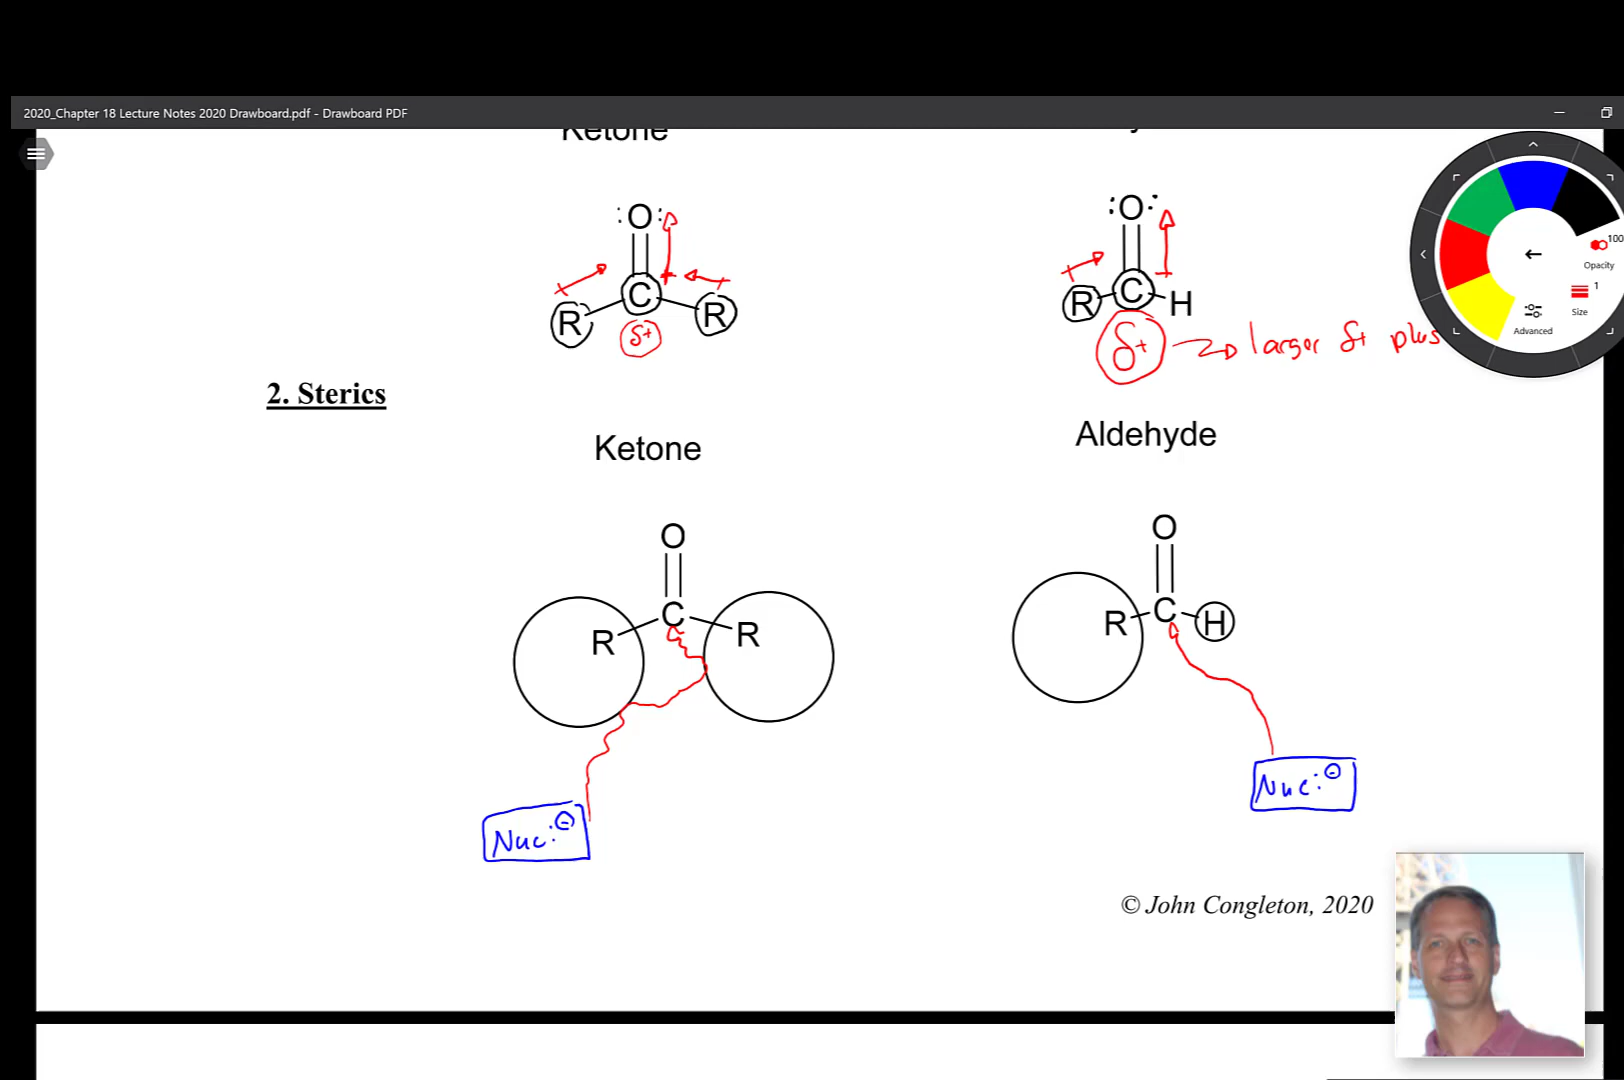 2020_Chapter 18 Lecture Notes 2020 Drawboard.pdf - Drawboard PDF
Ketone
:O: :O:
C C
R R R H
δ+ δ+ larger δ+ plus
100
Opacity
1
Size
Advanced
2. Sterics
Ketone Aldehyde
O O
C C
R R R H
Nuc:⊖
Nuc:⊖
© John Congleton, 2020